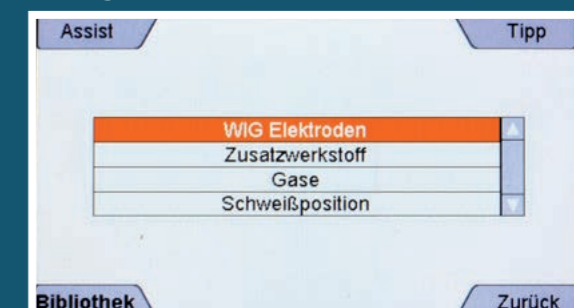 Assist Tipp
WIG Elektroden
Zusatzwerkstoff
Gase
Schweißposition
Bibliothek Zurück